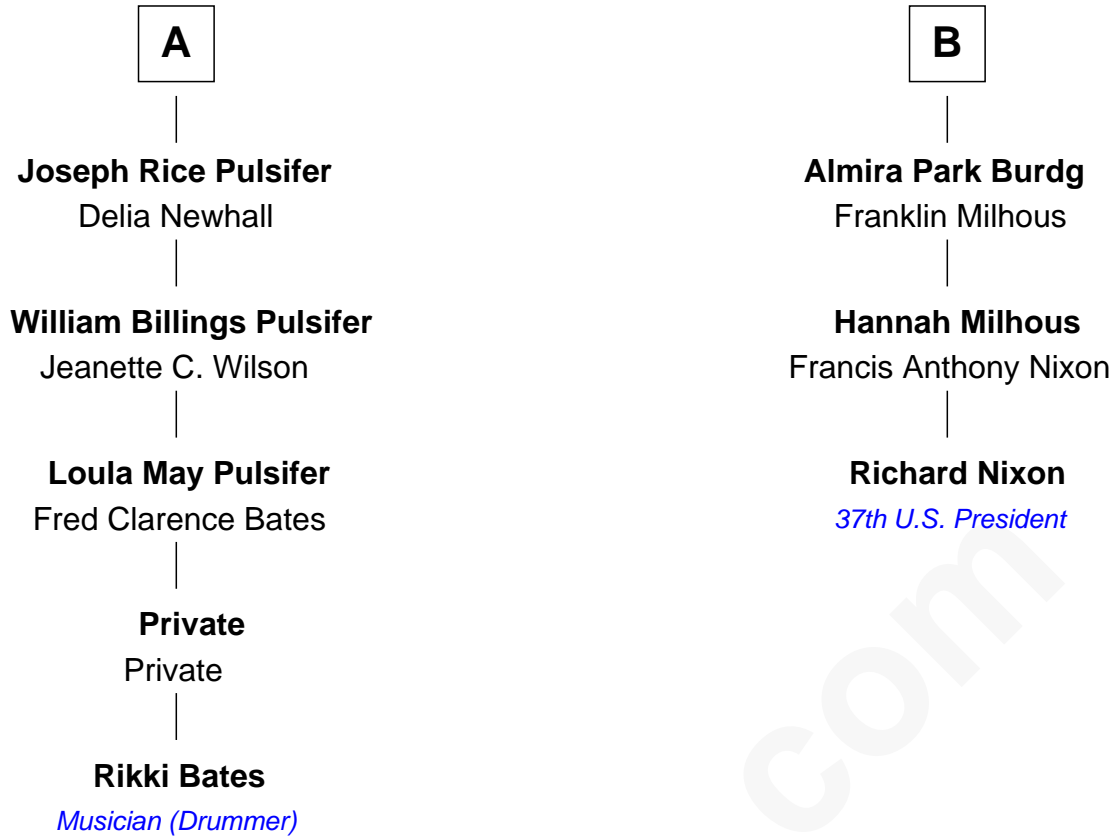 A
Joseph Rice Pulsifer
Delia Newhall
William Billings Pulsifer
Jeanette C. Wilson
Loula May Pulsifer
Fred Clarence Bates
Private
Private
Rikki Bates
Musician (Drummer)
B
Almira Park Burdg
Franklin Milhous
Hannah Milhous
Francis Anthony Nixon
Richard Nixon
37th U.S. President
com